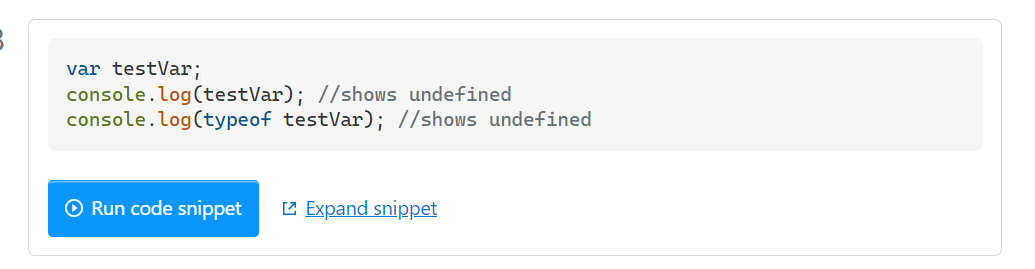 var testVar;
console.log(testVar); //shows undefined
console.log(typeof testVar); //shows undefined
Run code snippet
Expand snippet